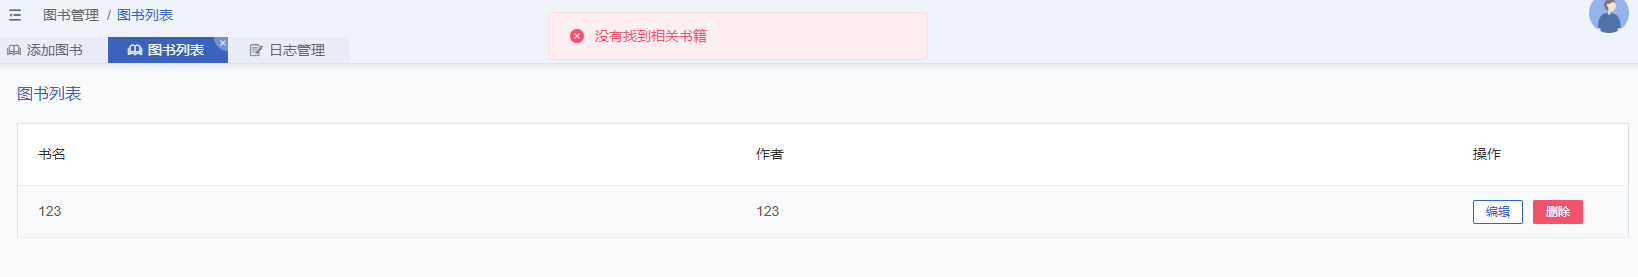 图书管理 / 图书列表
没有找到相关书籍
添加图书 图书列表 日志管理
图书列表
书名 作者 操作
123 123 编辑 删除